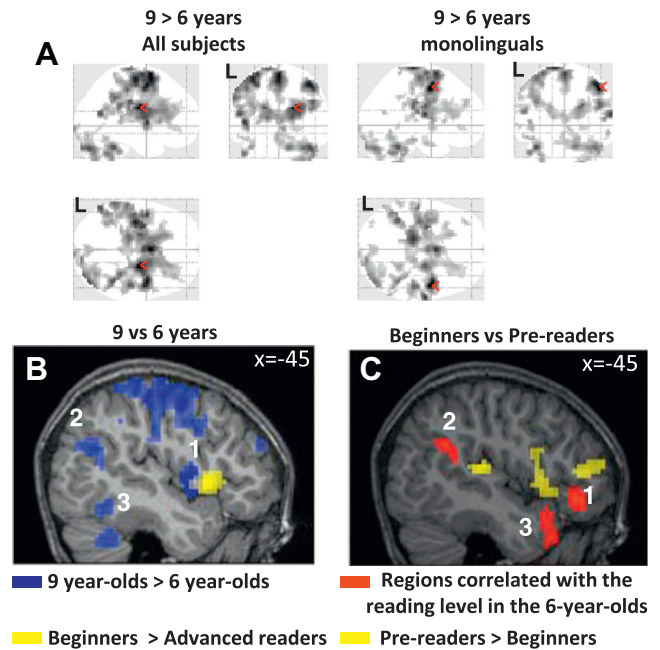 9 > 6 years
All subjects
9 > 6 years
monolinguals
A
L
L
L
L
9 vs 6 years
Beginners vs Pre-readers
B
x=-45
2
1
3
C
x=-45
2
1
3
9 year-olds > 6 year-olds
Regions correlated with the
reading level in the 6-year-olds
Beginners > Advanced readers
Pre-readers > Beginners